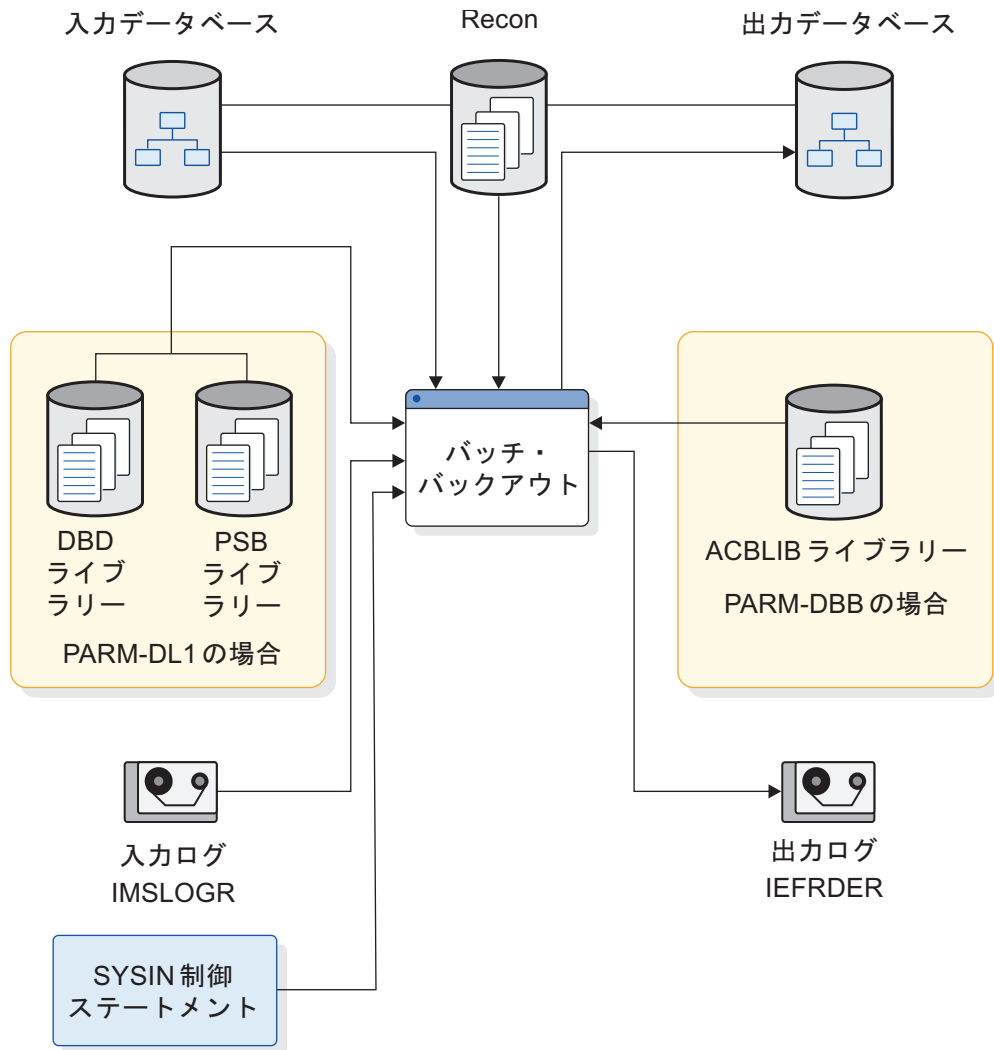 入力データベース
Recon
出力データベース
バッチ・
バックアウト
DBD
ライブ
ラリー
PSB
ライブ
ラリー
PARM-DL1の場合
ACBLIB ライブラリー
PARM-DBB の場合
入力ログ
IMSLOGR
出力ログ
IEFRDER
SYSIN 制御
ステートメント